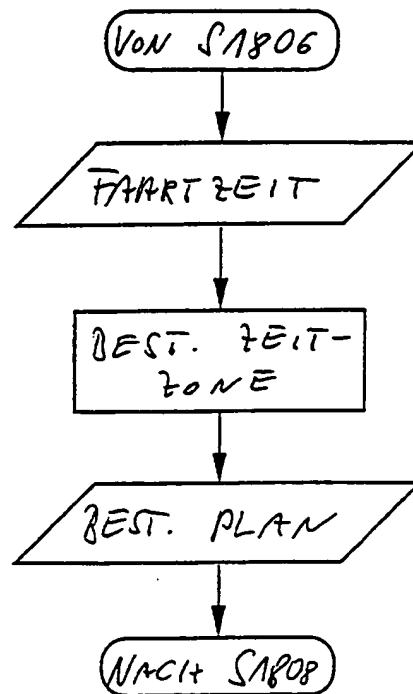 VON S1806
FAHRTZEIT
BEST. ZEIT-
ZONE
BEST. PLAN
NACH S1808